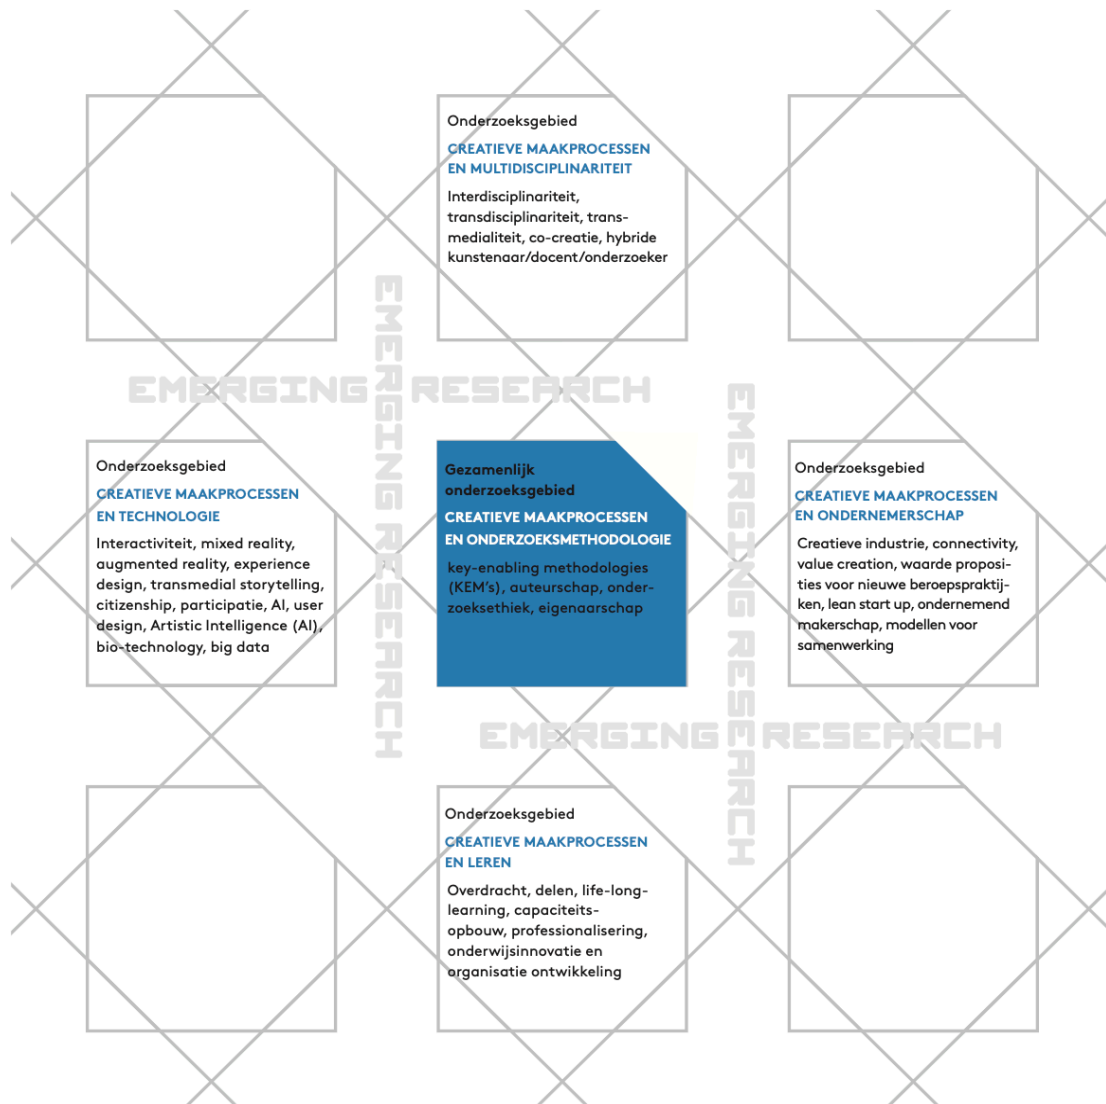 Onderzoeksgebied
CREATIEVE MAAKPROCESSEN
EN MULTIDISCIPLINARITEIT
Interdisciplinariteit,
transdisciplinariteit, trans-
medialiteit, co-creatie, hybride
kunstenaar/docent/onderzoeker
EMERGING RESEARCH
EMERGING RESEARCH
EMERGING RESEARCH
Onderzoeksgebied
CREATIEVE MAAKPROCESSEN
EN TECHNOLOGIE
Interactiviteit, mixed reality,
augmented reality, experience
design, transmedial storytelling,
citizenship, participatie, AI, user
design, Artistic Intelligence (AI),
bio-technology, big data
Gezamenlijk
onderzoeksgebied
CREATIEVE MAAKPROCESSEN
EN ONDERZOEKSMETHODOLOGIE
key-enabling methodologies
(KEM's), auteurschap, onder-
zoeksethiek, eigenaarschap
Onderzoeksgebied
CREATIEVE MAAKPROCESSEN
EN ONDERNEMERSCHAP
Creatieve industrie, connectivity,
value creation, waarde proposi-
ties voor nieuwe beroepspraktij-
ken, lean start up, ondernemend
makerschap, modellen voor
samenwerking
EMERGING RESEARCH
Onderzoeksgebied
CREATIEVE MAAKPROCESSEN
EN LEREN
Overdracht, delen, life-long-
learning, capaciteits-
opbouw, professionalisering,
onderwijsinnovatie en
organisatie ontwikkeling